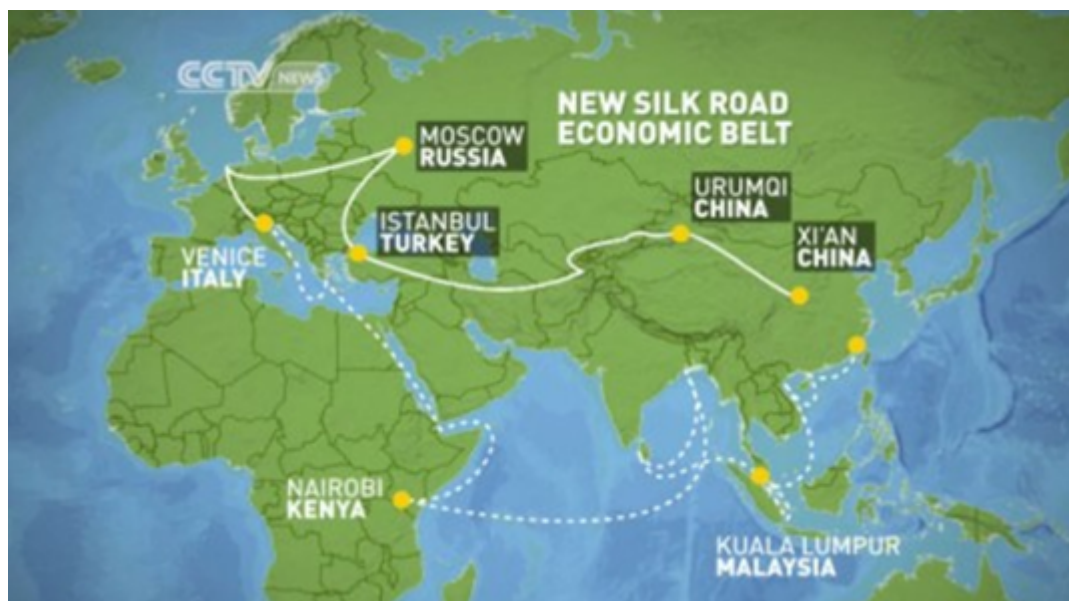 CCTV NEWS
NEW SILK ROAD
ECONOMIC BELT
MOSCOW
RUSSIA
URUMQI
CHINA
ISTANBUL
TURKEY
XI'AN
CHINA
VENICE
ITALY
NAIROBI
KENYA
KUALA LUMPUR
MALAYSIA